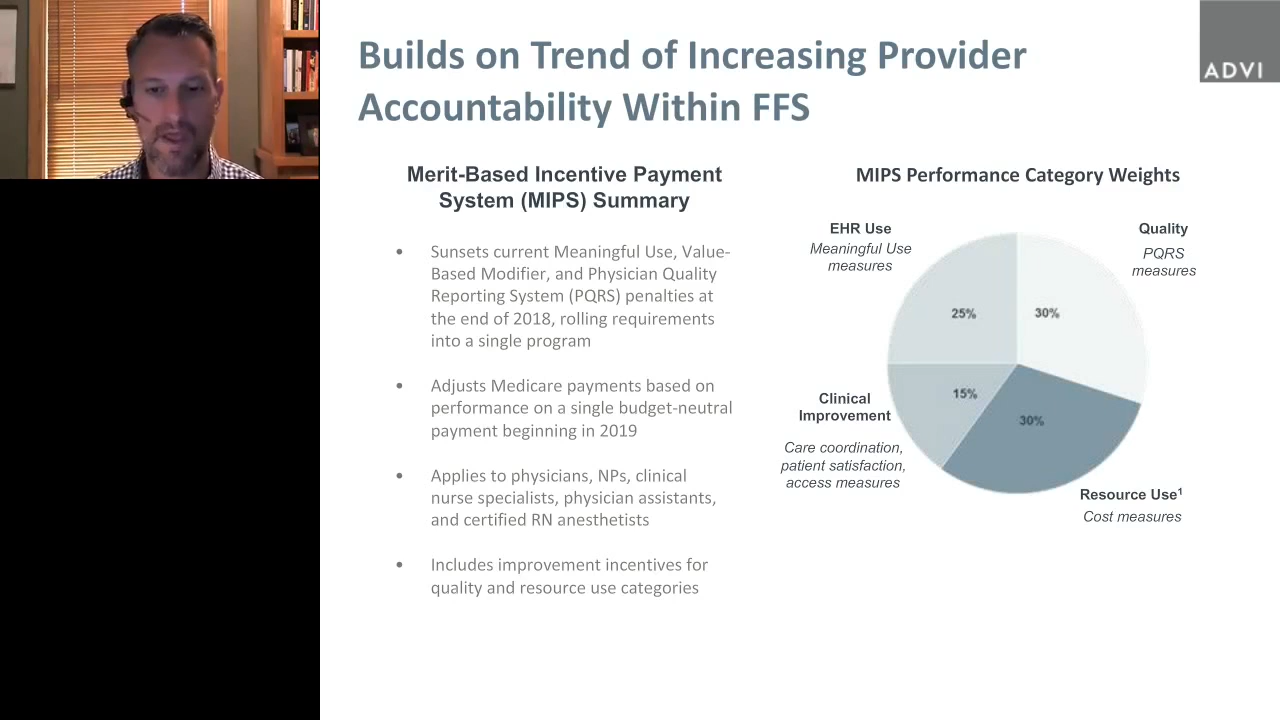 Builds on Trend of Increasing Provider
Accountability Within FFS
ADVI
Merit-Based Incentive Payment
System (MIPS) Summary
• Sunsets current Meaningful Use, Value-
Based Modifier, and Physician Quality
Reporting System (PQRS) penalties at
the end of 2018, rolling requirements
into a single program
• Adjusts Medicare payments based on
performance on a single budget-neutral
payment beginning in 2019
• Applies to physicians, NPs, clinical
nurse specialists, physician assistants,
and certified RN anesthetists
• Includes improvement incentives for
quality and resource use categories
MIPS Performance Category Weights
EHR Use
Meaningful Use
measures
Quality
PQRS
measures
25%
30%
15%
30%
Clinical
Improvement
Care coordination,
patient satisfaction,
access measures
Resource Use¹
Cost measures